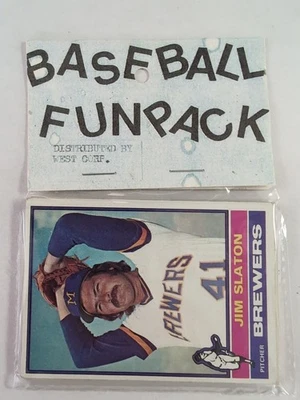 BASEBALL
FUNPACK
DISTRIBUTED BY
WEST CORP.
M
BREWERS
41
JIM SLATON
BREWERS
PITCHER